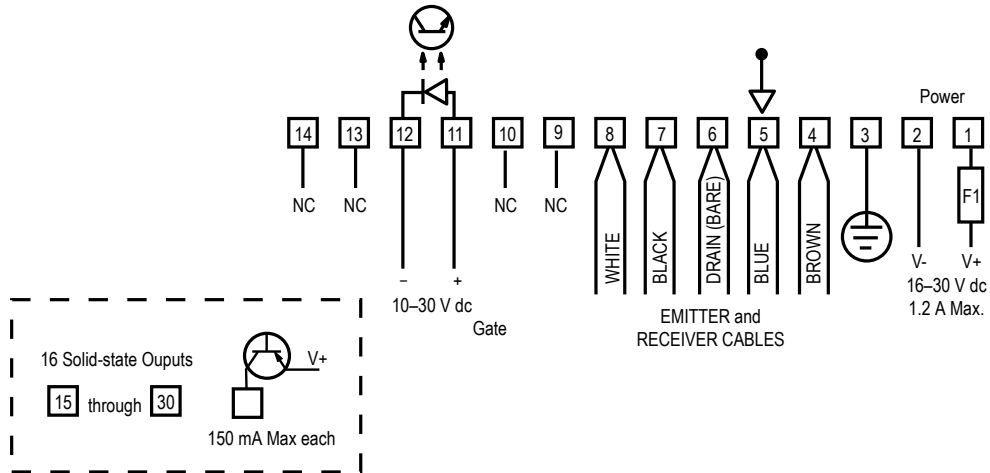 Power
14 13 12 11 10 9 8 7 6 5 4 3 2 1
F1
NC NC NC NC
WHITE
BLACK
DRAIN (BARE)
BLUE
BROWN
– +
10–30 V dc
Gate
V- V+
16–30 V dc
1.2 A Max.
EMITTER and
RECEIVER CABLES
16 Solid-state Ouputs
V+
15 through 30
150 mA Max each